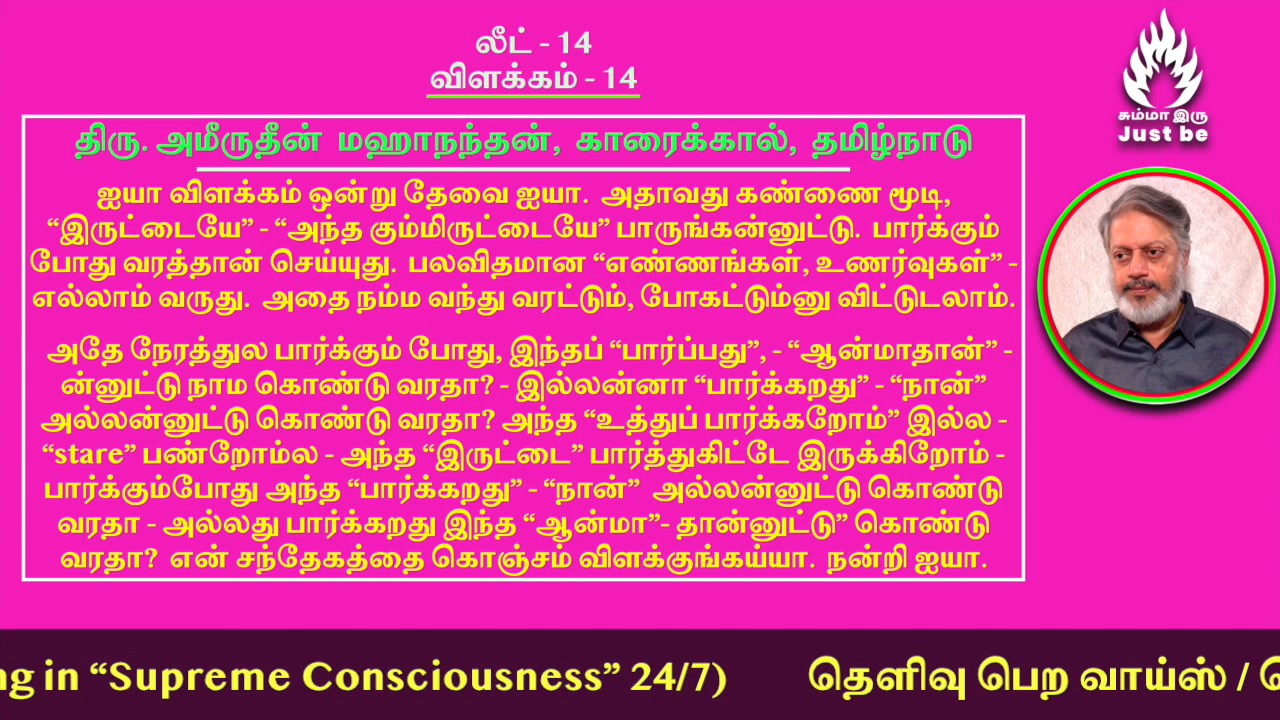 லீட் - 14
விளக்கம் - 14
சும்மா இரு
Just be
திரு. அமீருதீன் மஹாநந்தன், காரைக்கால், தமிழ்நாடு
ஐயா விளக்கம் ஒன்று தேவை ஐயா. அதாவது கண்ணை மூடி,
“இருட்டையே” - “அந்த கும்மிருட்டையே” பாருங்கன்னுட்டு. பார்க்கும்
போது வரத்தான் செய்யுது. பலவிதமான “எண்ணங்கள், உணர்வுகள்” -
எல்லாம் வருது. அதை நம்ம வந்து வரட்டும், போகட்டும்னு விட்டுடலாம்.
அதே நேரத்துல பார்க்கும் போது, இந்தப் “பார்ப்பது”, - “ஆன்மாதான்” -
ன்னுட்டு நாம கொண்டு வரதா? - இல்லன்னா “பார்க்கறது” - “நான்”
அல்லன்னுட்டு கொண்டு வரதா? அந்த “உத்துப் பார்க்கறோம்” இல்ல -
“stare” பண்றோம்ல - அந்த “இருட்டை” பார்த்துகிட்டே இருக்கிறோம் -
பார்க்கும்போது அந்த “பார்க்கறது” - “நான்” அல்லன்னுட்டு கொண்டு
வரதா - அல்லது பார்க்கறது இந்த “ஆன்மா”- தான்னுட்டு” கொண்டு
வரதா? என் சந்தேகத்தை கொஞ்சம் விளக்குங்கய்யா. நன்றி ஐயா.
ng in “Supreme Consciousness” 24/7) தெளிவு பெற வாய்ஸ் /